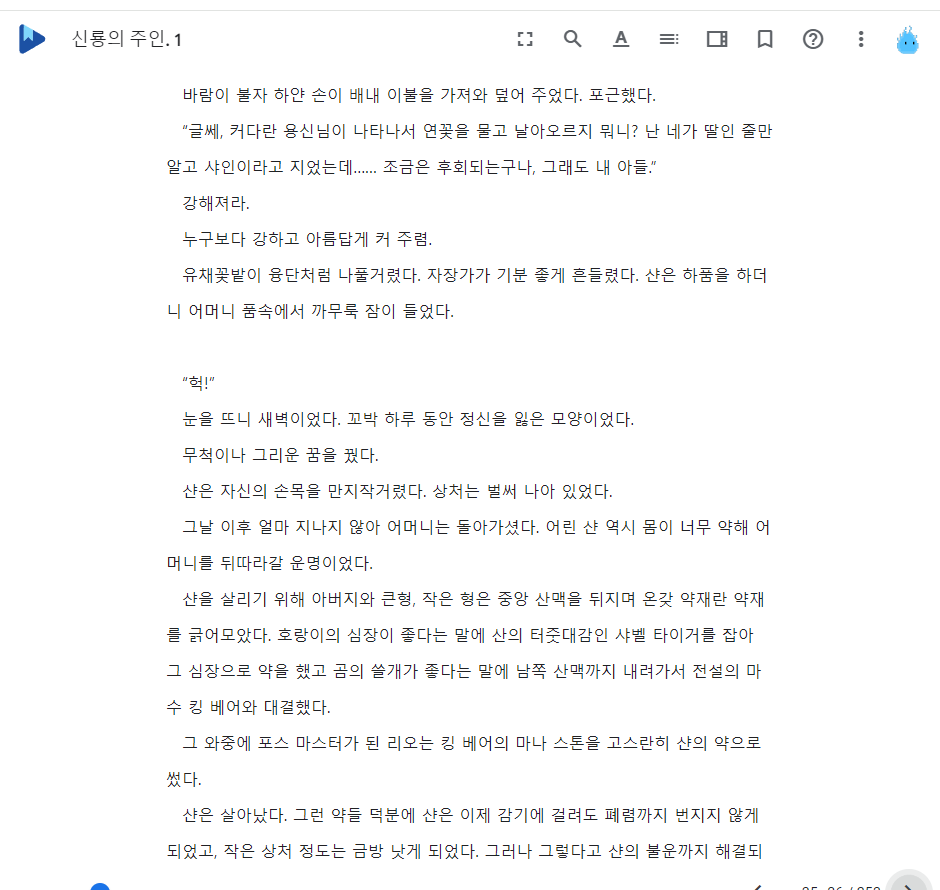 신룡의 주인. 1
바람이 불자 하얀 손이 배내 이불을 가져와 덮어 주었다. 포근했다.
“글쎄, 커다란 용신님이 나타나서 연꽃을 물고 날아오르지 뭐니? 난 네가 딸인 줄만
알고 샤인이라고 지었는데…… 조금은 후회되는구나, 그래도 내 아들.”
강해져라.
누구보다 강하고 아름답게 커 주렴.
유채꽃밭이 융단처럼 나풀거렸다. 자장가가 기분 좋게 흔들렸다. 샨은 하품을 하더
니 어머니 품속에서 까무룩 잠이 들었다.
“헉!”
눈을 뜨니 새벽이었다. 꼬박 하루 동안 정신을 잃은 모양이었다.
무척이나 그리운 꿈을 꿨다.
샨은 자신의 손목을 만지작거렸다. 상처는 벌써 나아 있었다.
그날 이후 얼마 지나지 않아 어머니는 돌아가셨다. 어린 샨 역시 몸이 너무 약해 어
머니를 뒤따라갈 운명이었다.
샨을 살리기 위해 아버지와 큰형, 작은 형은 중앙 산맥을 뒤지며 온갖 약재란 약재
를 긁어모았다. 호랑이의 심장이 좋다는 말에 산의 터줏대감인 샤벨 타이거를 잡아
그 심장으로 약을 했고 곰의 쓸개가 좋다는 말에 남쪽 산맥까지 내려가서 전설의 마
수 킹 베어와 대결했다.
그 와중에 포스 마스터가 된 리오는 킹 베어의 마나 스톤을 고스란히 샨의 약으로
썼다.
샨은 살아났다. 그런 약들 덕분에 샨은 이제 감기에 걸려도 폐렴까지 번지지 않게
되었고, 작은 상처 정도는 금방 낫게 되었다. 그러나 그렇다고 샨의 불운까지 해결되